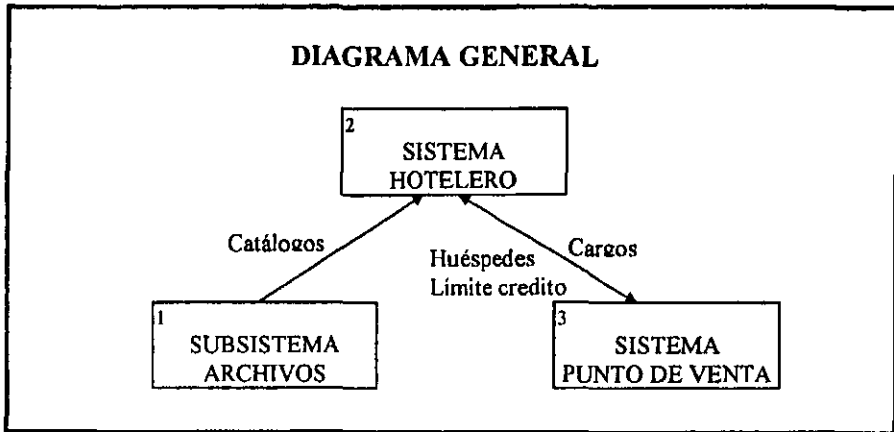 DIAGRAMA GENERAL
2
SISTEMA
HOTELERO
Catálogos
Huéspedes
Límite credito
Cargos
1
SUBSISTEMA
ARCHIVOS
3
SISTEMA
PUNTO DE VENTA